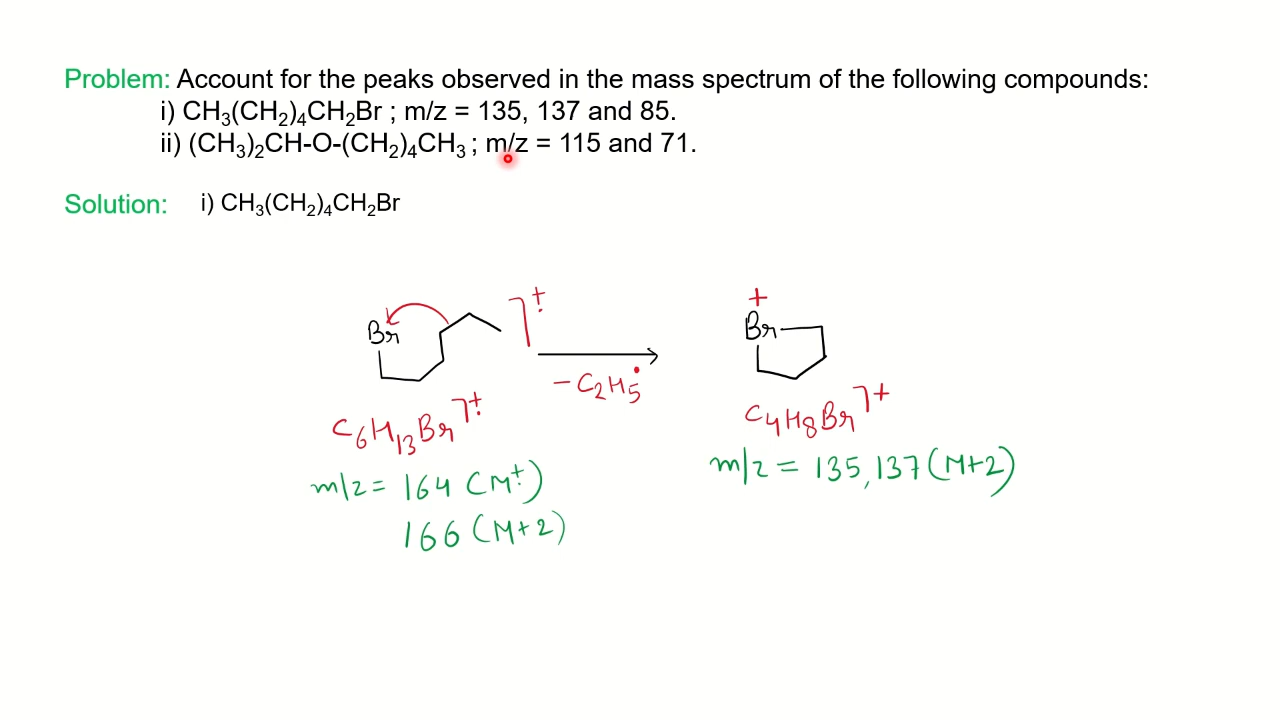 Problem: Account for the peaks observed in the mass spectrum of the following compounds:
i) CH₃(CH₂)₄CH₂Br ; m/z = 135, 137 and 85.
ii) (CH₃)₂CH-O-(CH₂)₄CH₃ ; m/z = 115 and 71.
Solution: i) CH₃(CH₂)₄CH₂Br
Br ⁊+•
+
Br
-C₂H₅•
C₆H₁₃Br⁊+•
C₄H₈Br⁊+
m/z = 164 (M+•)
166 (M+2)
m/z = 135,137 (M+2)